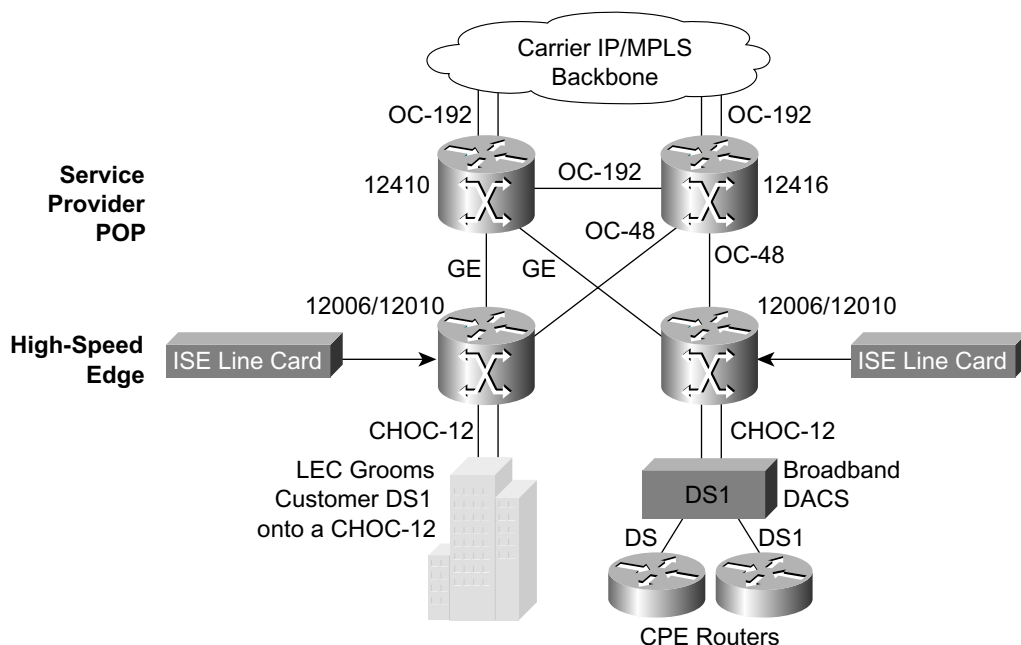 Carrier IP/MPLS
Backbone
OC-192
OC-192
Service
Provider
POP
12410
OC-192
12416
OC-48
GE
GE
OC-48
12006/12010
12006/12010
High-Speed
Edge
ISE Line Card
ISE Line Card
CHOC-12
CHOC-12
LEC Grooms
Customer DS1
onto a CHOC-12
DS1
Broadband
DACS
DS
DS1
CPE Routers